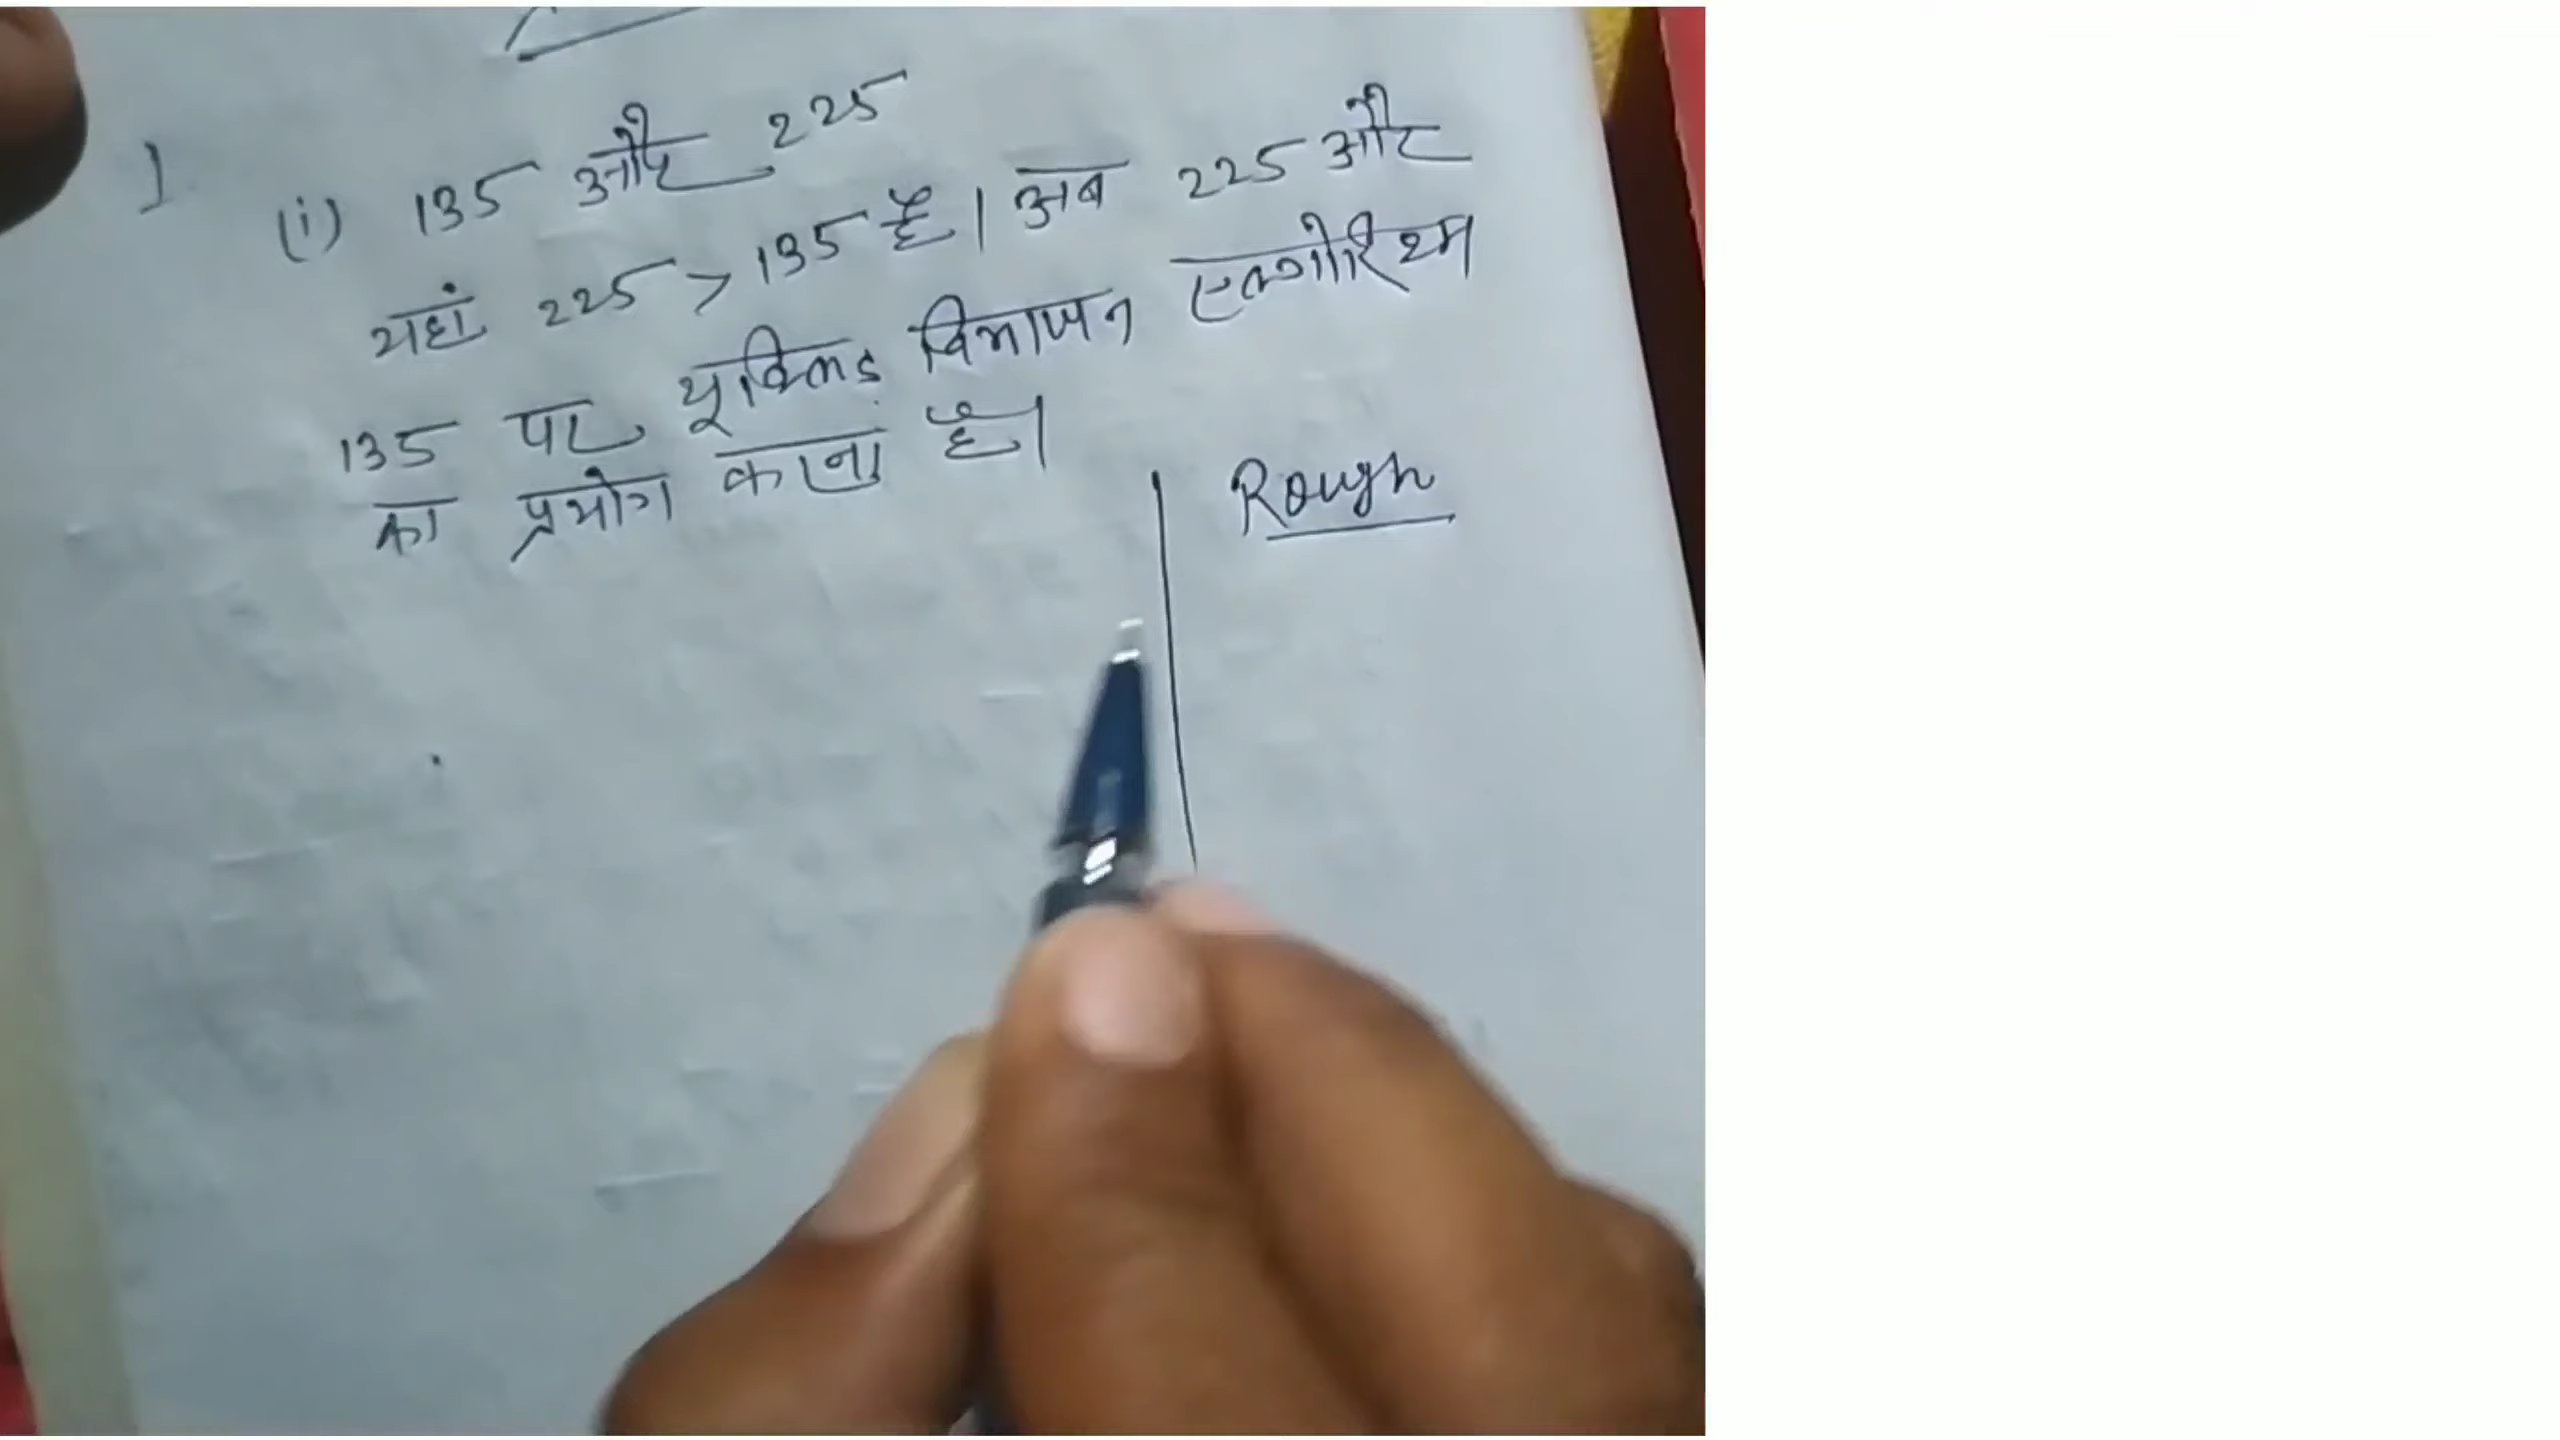 1. (i) 135 और 225
यहां 225 > 135 है। अब 225 और
135 पर यूक्लिड विभाजन एल्गोरिथ्म
का प्रयोग करना है।
Rough